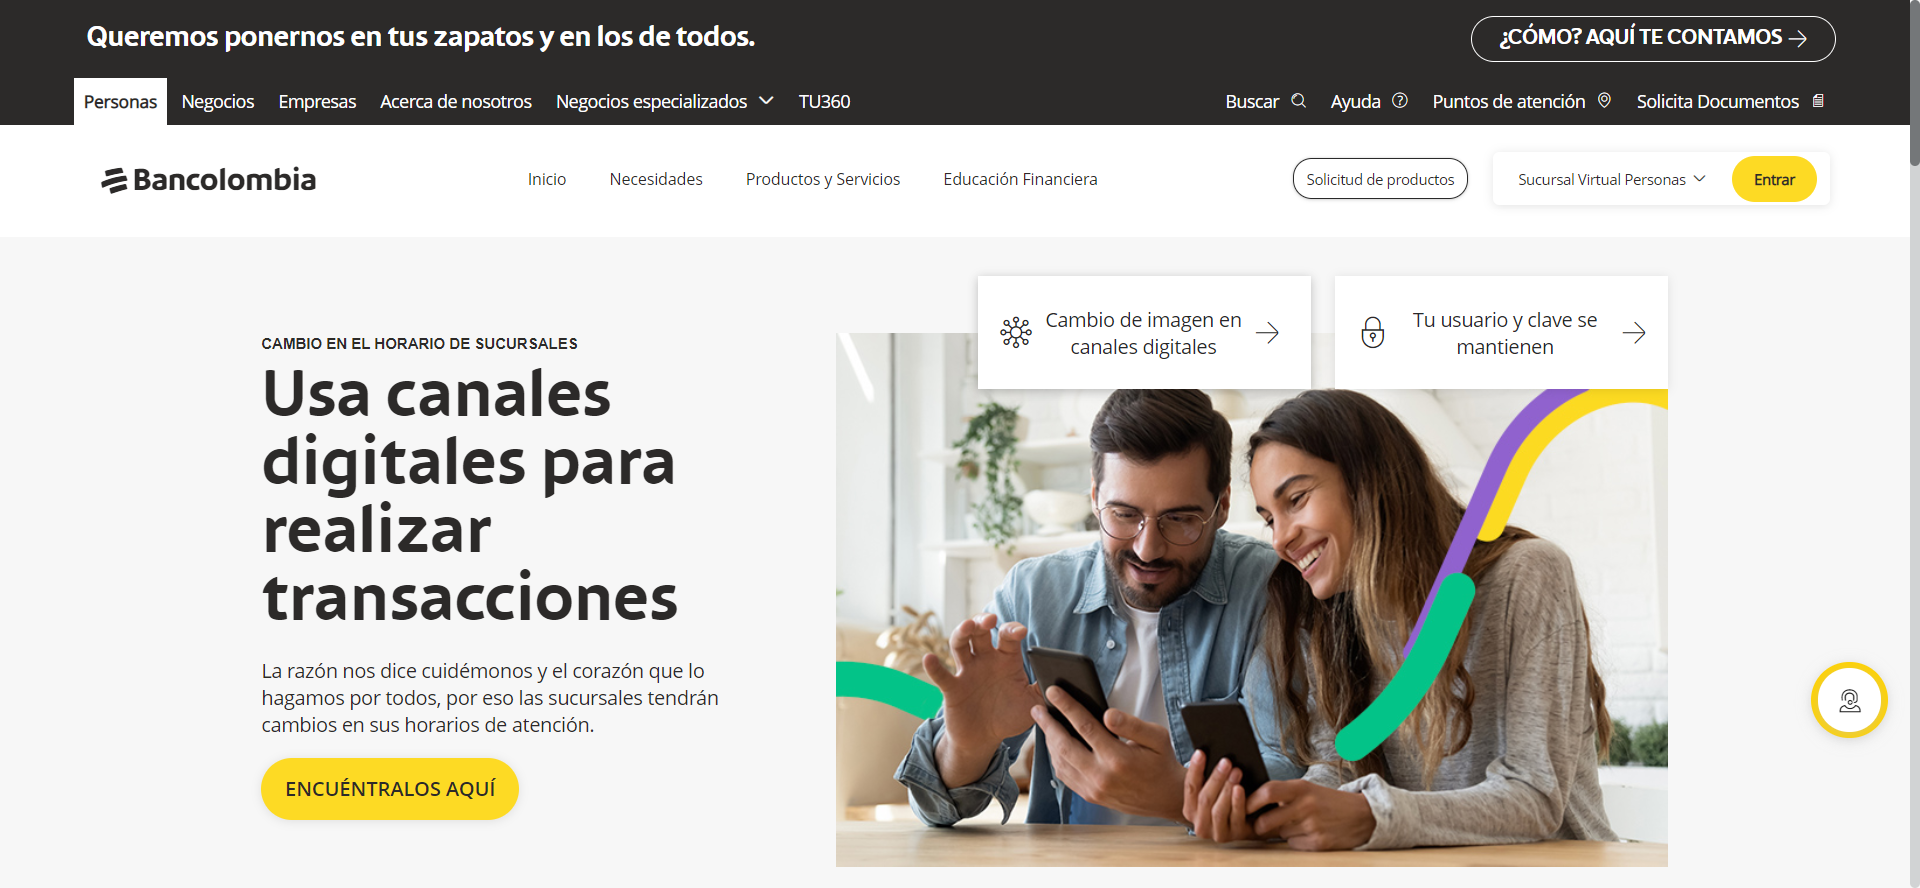 Queremos ponernos en tus zapatos y en los de todos.
¿CÓMO? AQUÍ TE CONTAMOS
Personas Negocios Empresas Acerca de nosotros Negocios especializados TU360
Buscar Ayuda Puntos de atención Solicita Documentos
Bancolombia
Inicio Necesidades Productos y Servicios Educación Financiera
Solicitud de productos
Sucursal Virtual Personas
Entrar
Cambio de imagen en
canales digitales
Tu usuario y clave se
mantienen
CAMBIO EN EL HORARIO DE SUCURSALES
Usa canales
digitales para
realizar
transacciones
La razón nos dice cuidémonos y el corazón que lo
hagamos por todos, por eso las sucursales tendrán
cambios en sus horarios de atención.
ENCUÉNTRALOS AQUÍ